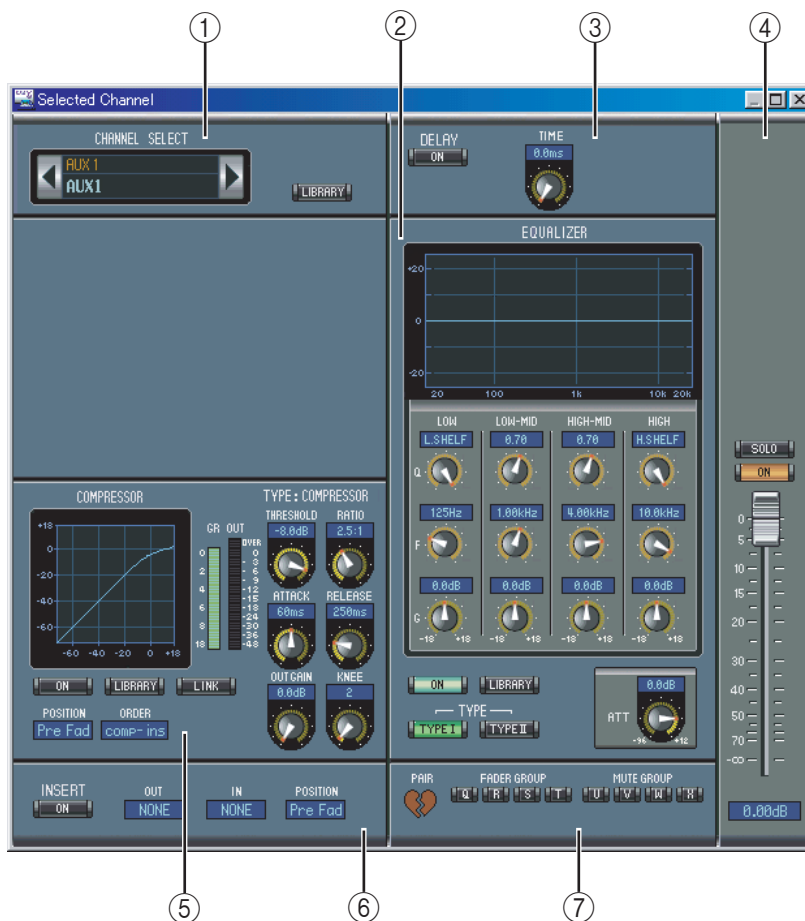 ① ② ③ ④
Selected Channel
CHANNEL SELECT
AUX 1
AUX1
LIBRARY
DELAY
ON
TIME
0.0ms
EQUALIZER
+20
0
-20
20 100 1k 10k 20k
LOW LOW-MID HIGH-MID HIGH
L.SHELF 0.70 0.70 H.SHELF
Q
125Hz 1.00kHz 4.00kHz 10.0kHz
F
0.0dB 0.0dB 0.0dB 0.0dB
G
-18 +18 -18 +18 -18 +18 -18 +18
ON LIBRARY
TYPE
TYPE I TYPE II
ATT
0.0dB
-96 +12
COMPRESSOR
+18
0
-20
-40
-60
-60 -40 -20 0 +18
GR OUT
0
2
4
6
8
18
OVER
0
-3
-6
-9
-12
-15
-18
-24
-30
-36
-48
TYPE : COMPRESSOR
THRESHOLD RATIO
-8.0dB 2.5:1
ATTACK RELEASE
60ms 250ms
OUT GAIN KNEE
0.0dB 2
ON LIBRARY LINK
POSITION ORDER
Pre Fad comp-ins
INSERT
ON
OUT IN POSITION
NONE NONE Pre Fad
PAIR FADER GROUP MUTE GROUP
Q R S T U V W X
SOLO
ON
0
5
10
15
20
30
40
50
70
-∞
0.00dB
⑤ ⑥ ⑦